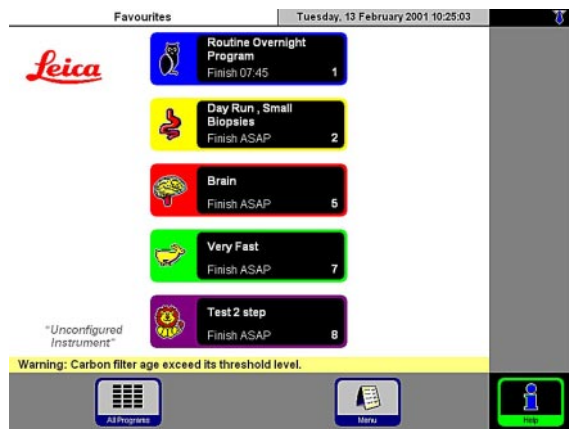 Favourites
Tuesday, 13 February 2001 10:25:03
Leica
Routine Overnight
Program
Finish 07:45
1
Day Run , Small
Biopsies
Finish ASAP
2
Brain
Finish ASAP
5
Very Fast
Finish ASAP
7
Test 2 step
Finish ASAP
8
"Unconfigured
Instrument"
Warning: Carbon filter age exceed its threshold level.
All Programs
Menu
Help